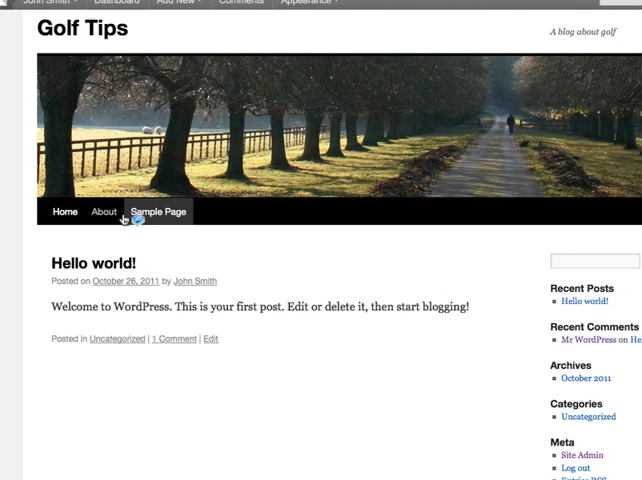 John Smith Dashboard Add New Comments Appearance
Golf Tips
A blog about golf
Home About Sample Page
Hello world!
Posted on October 26, 2011 by John Smith
Welcome to WordPress. This is your first post. Edit or delete it, then start blogging!
Posted in Uncategorized | 1 Comment | Edit
Recent Posts
Hello world!
Recent Comments
Mr WordPress on He
Archives
October 2011
Categories
Uncategorized
Meta
Site Admin
Log out
Entries RSS